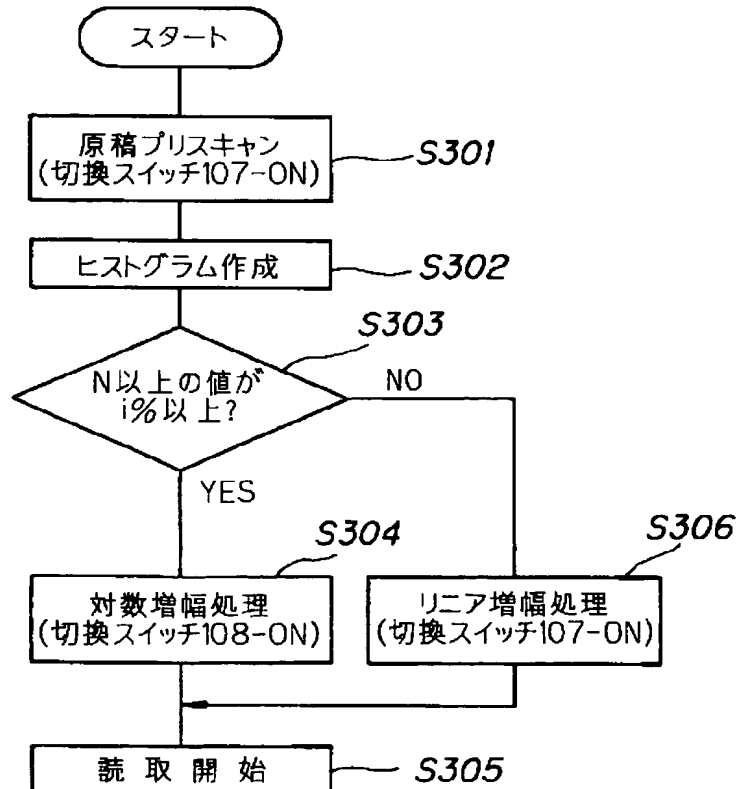 スタート
原稿プリスキャン
(切換スイッチ107-ON)
S301
ヒストグラム作成
S302
S303
N以上の値が
i%以上?
NO
YES
S304
対数増幅処理
(切換スイッチ108-ON)
S306
リニア増幅処理
(切換スイッチ107-ON)
読取開始
S305